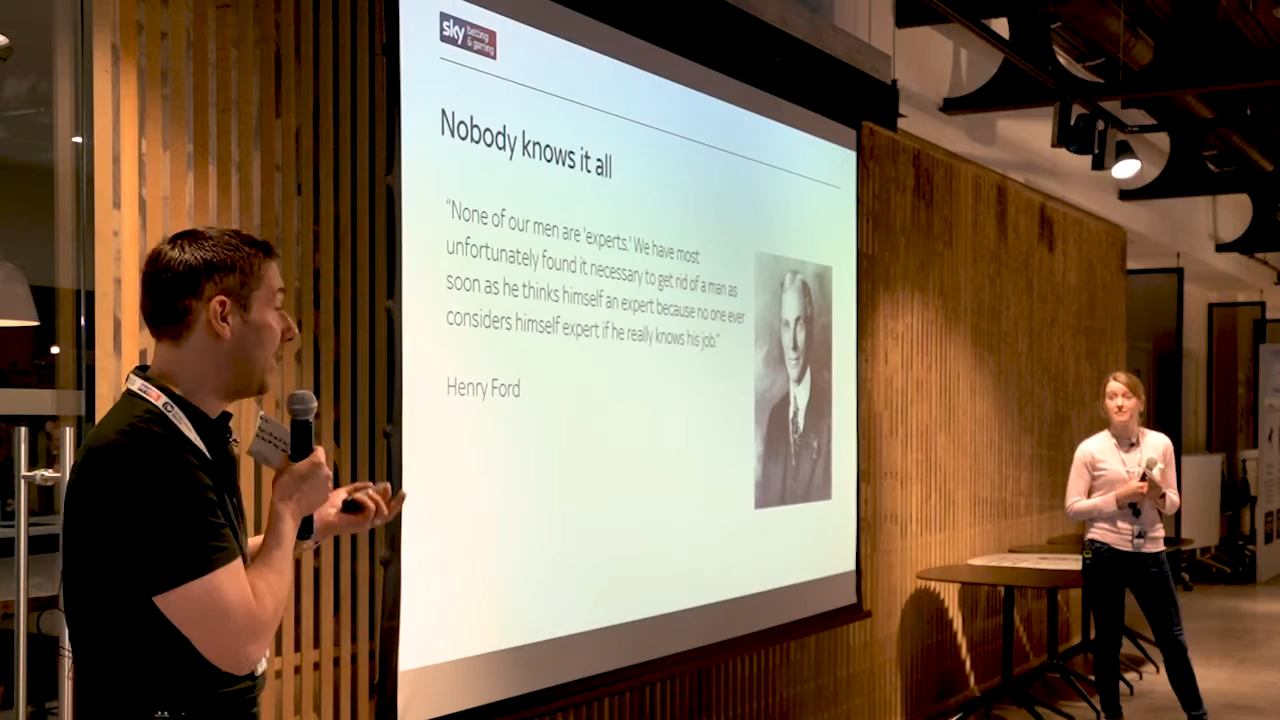 sky betting
& gaming
Nobody knows it all
“None of our men are 'experts.' We have most
unfortunately found it necessary to get rid of a man as
soon as he thinks himself an expert because no one ever
considers himself expert if he really knows his job.”
Henry Ford